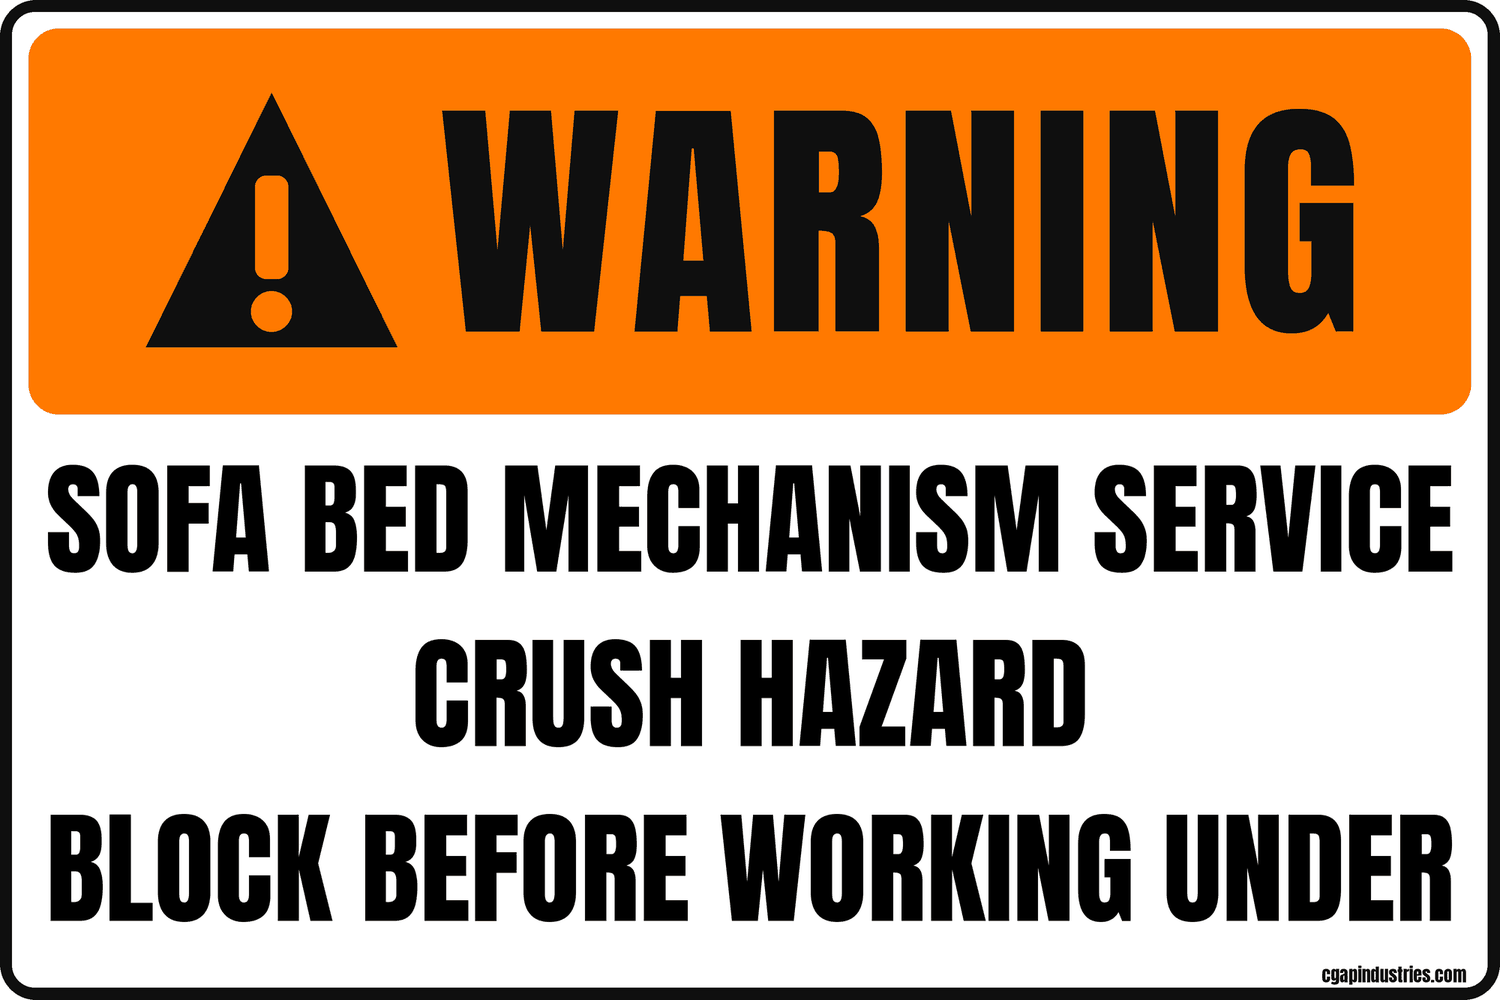 WARNING
SOFA BED MECHANISM SERVICE
CRUSH HAZARD
BLOCK BEFORE WORKING UNDER
cgapindustries.com